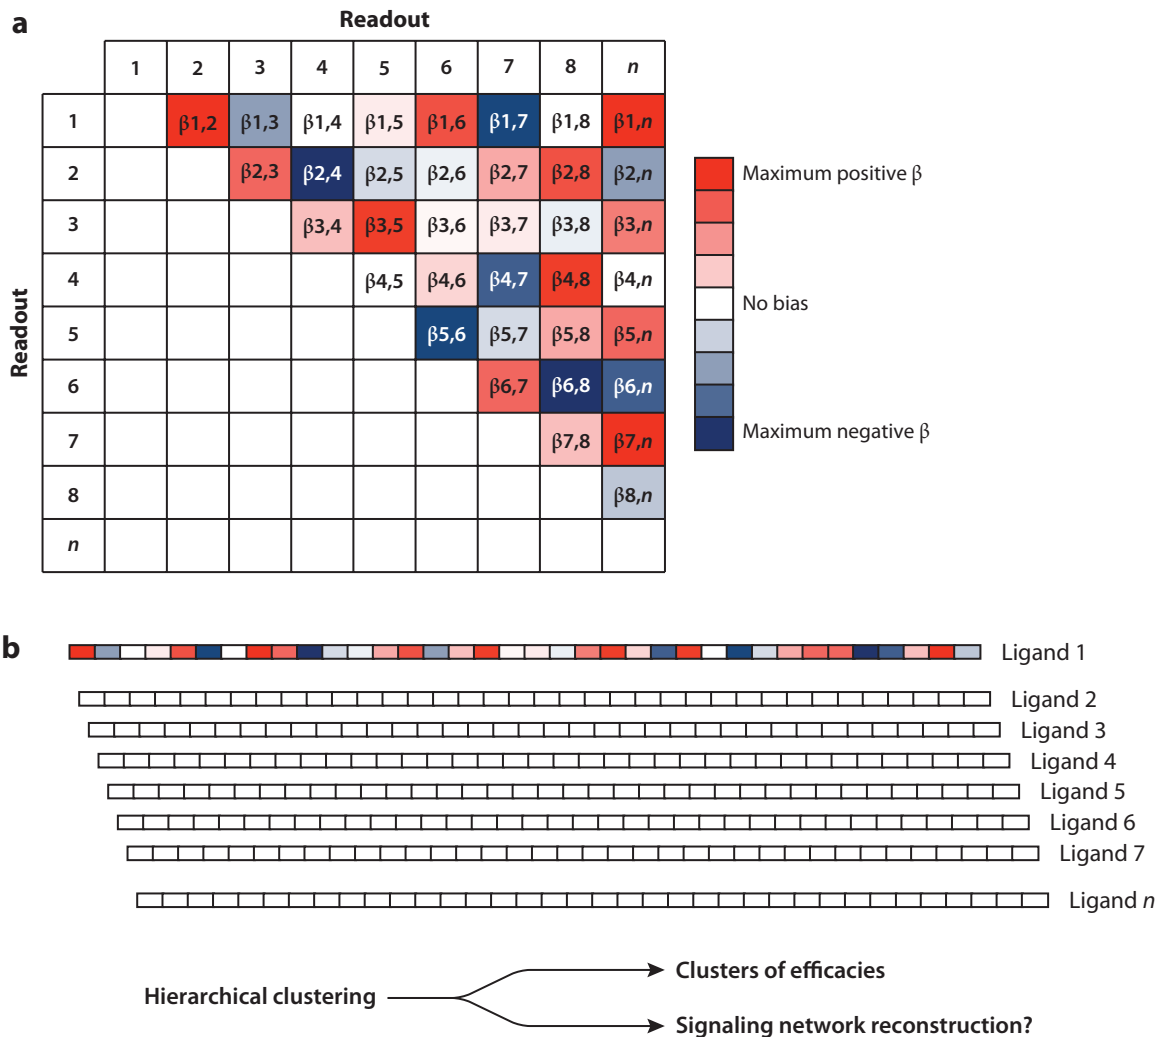 a
Readout
1 2 3 4 5 6 7 8 n
1 β1,2 β1,3 β1,4 β1,5 β1,6 β1,7 β1,8 β1,n
2 β2,3 β2,4 β2,5 β2,6 β2,7 β2,8 β2,n
3 β3,4 β3,5 β3,6 β3,7 β3,8 β3,n
4 β4,5 β4,6 β4,7 β4,8 β4,n
5 β5,6 β5,7 β5,8 β5,n
6 β6,7 β6,8 β6,n
7 β7,8 β7,n
8 β8,n
n
Readout
Maximum positive β
No bias
Maximum negative β
b
Ligand 1
Ligand 2
Ligand 3
Ligand 4
Ligand 5
Ligand 6
Ligand 7
Ligand n
Hierarchical clustering
Clusters of efficacies
Signaling network reconstruction?